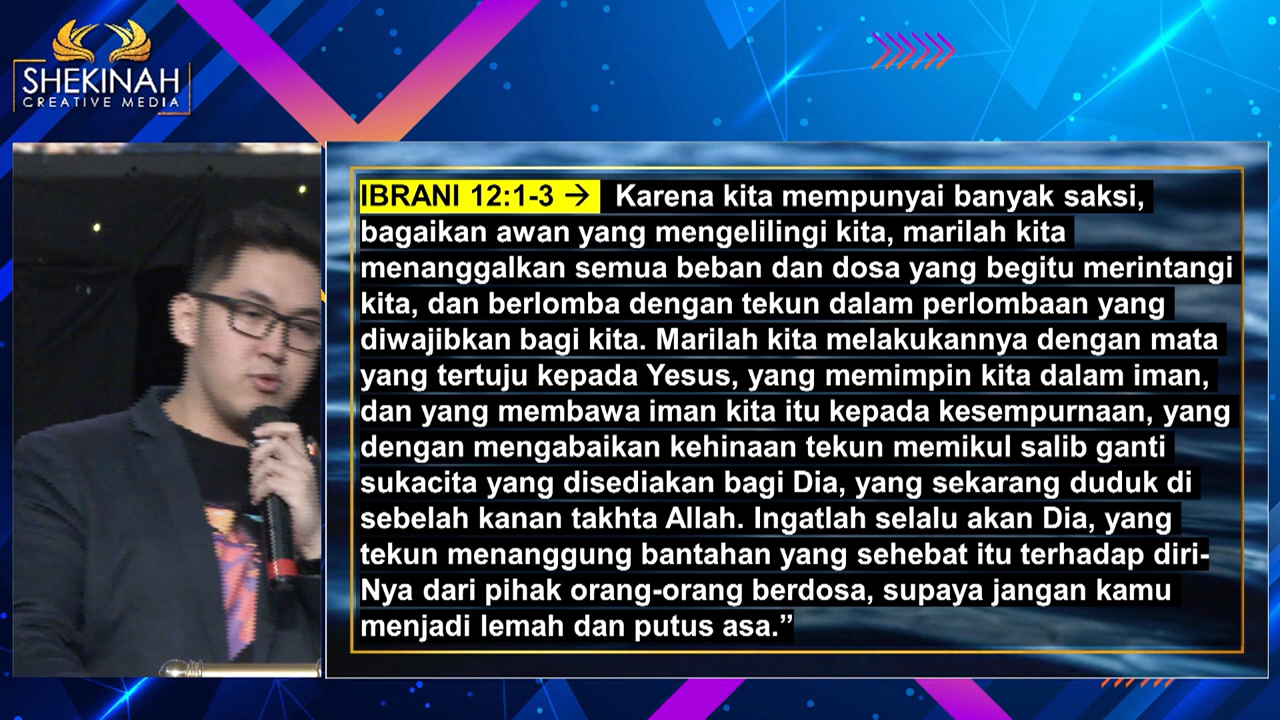 SHEKINAH
CREATIVE MEDIA
IBRANI 12:1-3 → Karena kita mempunyai banyak saksi,
bagaikan awan yang mengelilingi kita, marilah kita
menanggalkan semua beban dan dosa yang begitu merintangi
kita, dan berlomba dengan tekun dalam perlombaan yang
diwajibkan bagi kita. Marilah kita melakukannya dengan mata
yang tertuju kepada Yesus, yang memimpin kita dalam iman,
dan yang membawa iman kita itu kepada kesempurnaan, yang
dengan mengabaikan kehinaan tekun memikul salib ganti
sukacita yang disediakan bagi Dia, yang sekarang duduk di
sebelah kanan takhta Allah. Ingatlah selalu akan Dia, yang
tekun menanggung bantahan yang sehebat itu terhadap diri-
Nya dari pihak orang-orang berdosa, supaya jangan kamu
menjadi lemah dan putus asa.”